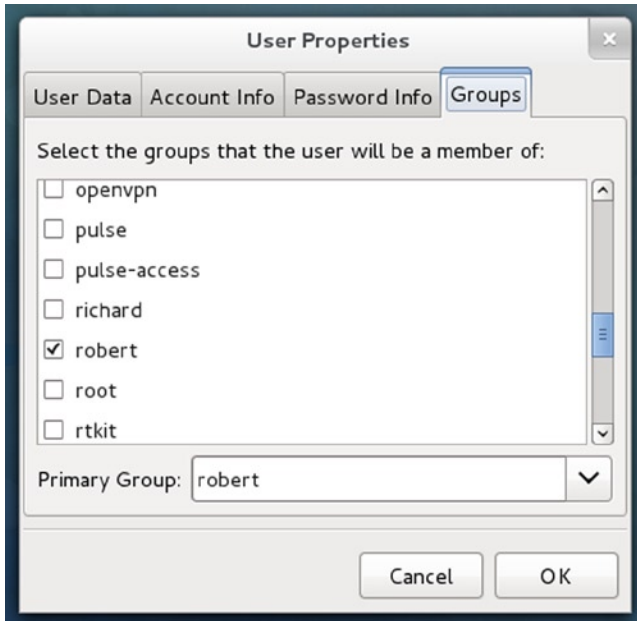 User Properties
User Data Account Info Password Info Groups
Select the groups that the user will be a member of:
openvpn
pulse
pulse-access
richard
robert
root
rtkit
Primary Group: robert
Cancel OK